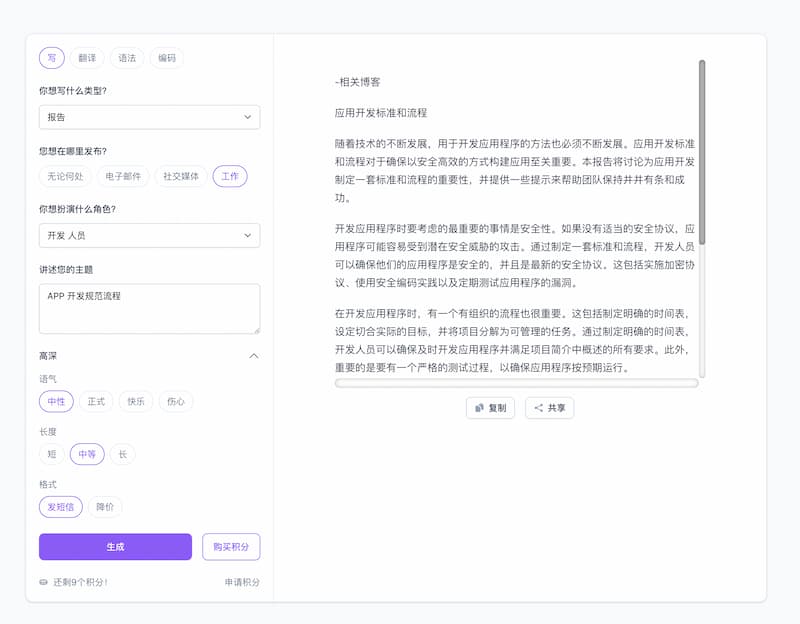 写 翻译 语法 编码
你想写什么类型?
报告
您想在哪里发布?
无论何处 电子邮件 社交媒体 工作
你想扮演什么角色?
开发 人员
讲述您的主题
APP 开发规范流程
高深
语气
中性 正式 快乐 伤心
长度
短 中等 长
格式
发短信 降价
生成 购买积分
还剩9个积分! 申请积分
~相关博客
应用开发标准和流程
随着技术的不断发展，用于开发应用程序的方法也必须不断发展。应用开发标准
和流程对于确保以安全高效的方式构建应用至关重要。本报告将讨论为应用开发
制定一套标准和流程的重要性，并提供一些提示来帮助团队保持井井有条和成
功。
开发应用程序时要考虑的最重要的事情是安全性。如果没有适当的安全协议，应
用程序可能容易受到潜在安全威胁的攻击。通过制定一套标准和流程，开发人员
可以确保他们的应用程序是安全的，并且是最新的安全协议。这包括实施加密协
议、使用安全编码实践以及定期测试应用程序的漏洞。
在开发应用程序时，有一个有组织的流程也很重要。这包括制定明确的时间表，
设定切合实际的目标，并将项目分解为可管理的任务。通过制定明确的时间表，
开发人员可以确保及时开发应用程序并满足项目简介中概述的所有要求。此外，
重要的是要有一个严格的测试过程，以确保应用程序按预期运行。
复制 共享